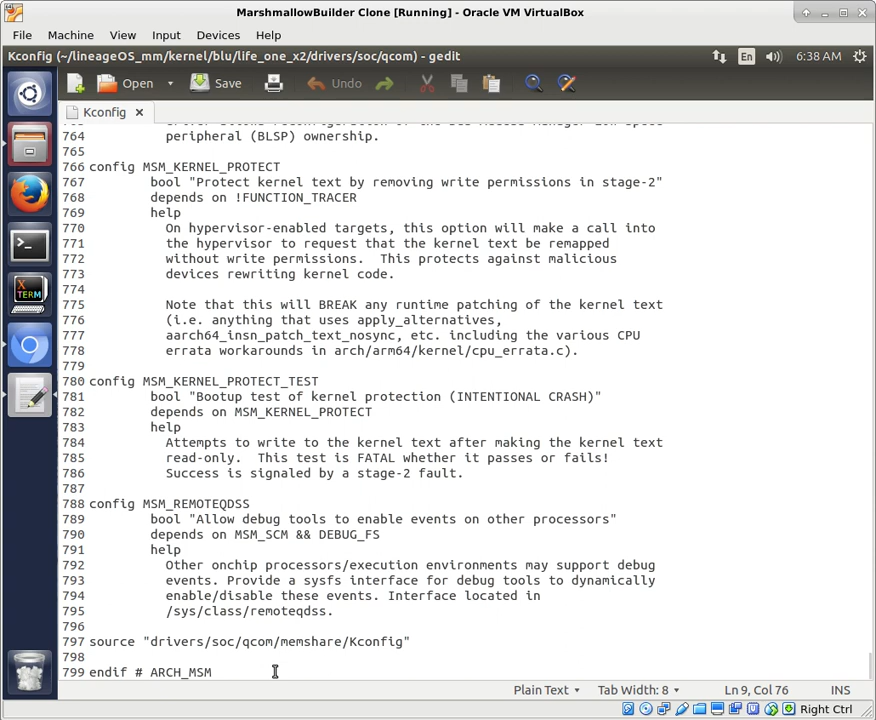 MarshmallowBuilder Clone [Running] - Oracle VM VirtualBox
File Machine View Input Devices Help
Kconfig (~/lineageOS_mm/kernel/blu/life_one_x2/drivers/soc/qcom) - gedit En 6:38 AM
Open Save Undo
Kconfig
764 peripheral (BLSP) ownership.
765
766 config MSM_KERNEL_PROTECT
767 bool "Protect kernel text by removing write permissions in stage-2"
768 depends on !FUNCTION_TRACER
769 help
770 On hypervisor-enabled targets, this option will make a call into
771 the hypervisor to request that the kernel text be remapped
772 without write permissions.  This protects against malicious
773 devices rewriting kernel code.
774
775 Note that this will BREAK any runtime patching of the kernel text
776 (i.e. anything that uses apply_alternatives,
777 aarch64_insn_patch_text_nosync, etc. including the various CPU
778 errata workarounds in arch/arm64/kernel/cpu_errata.c).
779
780 config MSM_KERNEL_PROTECT_TEST
781 bool "Bootup test of kernel protection (INTENTIONAL CRASH)"
782 depends on MSM_KERNEL_PROTECT
783 help
784 Attempts to write to the kernel text after making the kernel text
785 read-only.  This test is FATAL whether it passes or fails!
786 Success is signaled by a stage-2 fault.
787
788 config MSM_REMOTEQDSS
789 bool "Allow debug tools to enable events on other processors"
790 depends on MSM_SCM && DEBUG_FS
791 help
792 Other onchip processors/execution environments may support debug
793 events. Provide a sysfs interface for debug tools to dynamically
794 enable/disable these events. Interface located in
795 /sys/class/remoteqdss.
796
797 source "drivers/soc/qcom/memshare/Kconfig"
798
799 endif # ARCH_MSM
X TERM
Plain Text Tab Width: 8 Ln 9, Col 76 INS
Right Ctrl